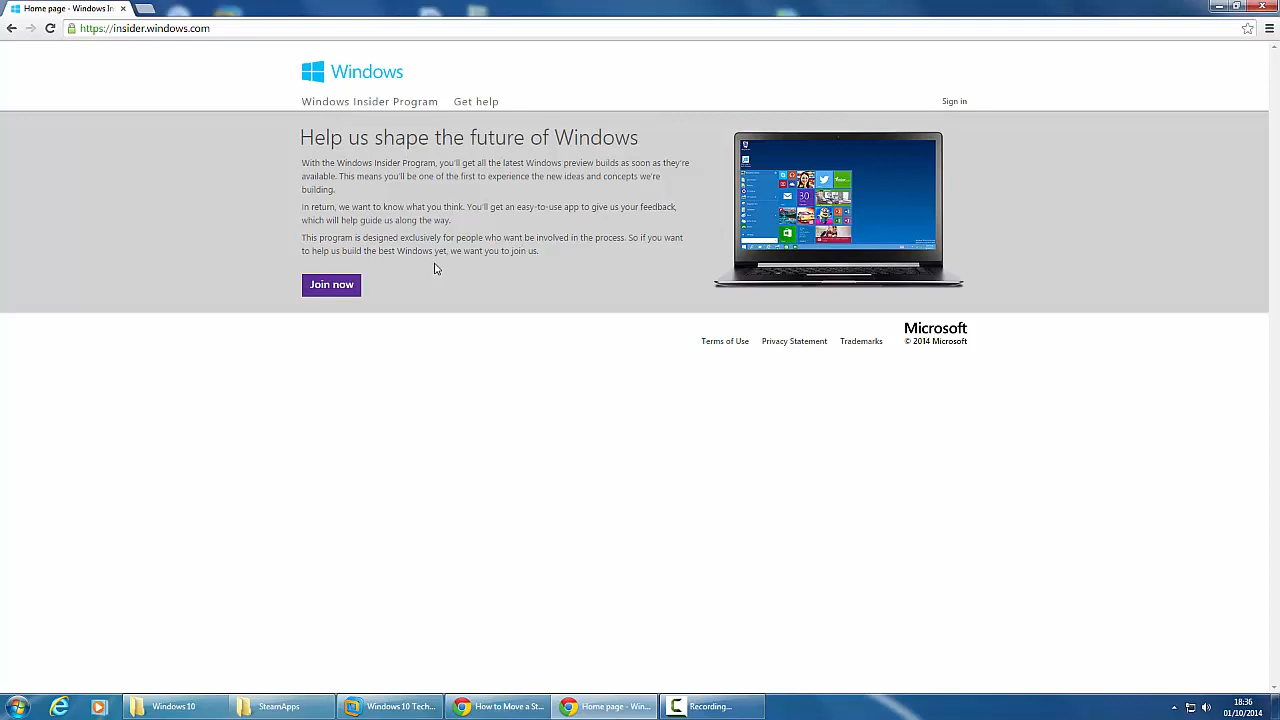 Home page - Windows In
https://insider.windows.com
Windows
Windows Insider Program Get help
Sign in
Help us shape the future of Windows
With the Windows Insider Program, you'll get all the latest Windows preview builds as soon as they're
available. This means you'll be one of the first to experience the new ideas and concepts we're
building.
In return, we want to know what you think. You'll get an easy-to-use app to give us your feedback,
which will help guide us along the way.
This program is designed exclusively for people who want be involved in the process. So if you want
to help us build the best Windows yet, we want you to join us.
Join now
30
Microsoft
Terms of Use Privacy Statement Trademarks © 2014 Microsoft
Windows 10 SteamApps Windows 10 Tech... How to Move a St... Home page - Win... Recording...
18:36
01/10/2014